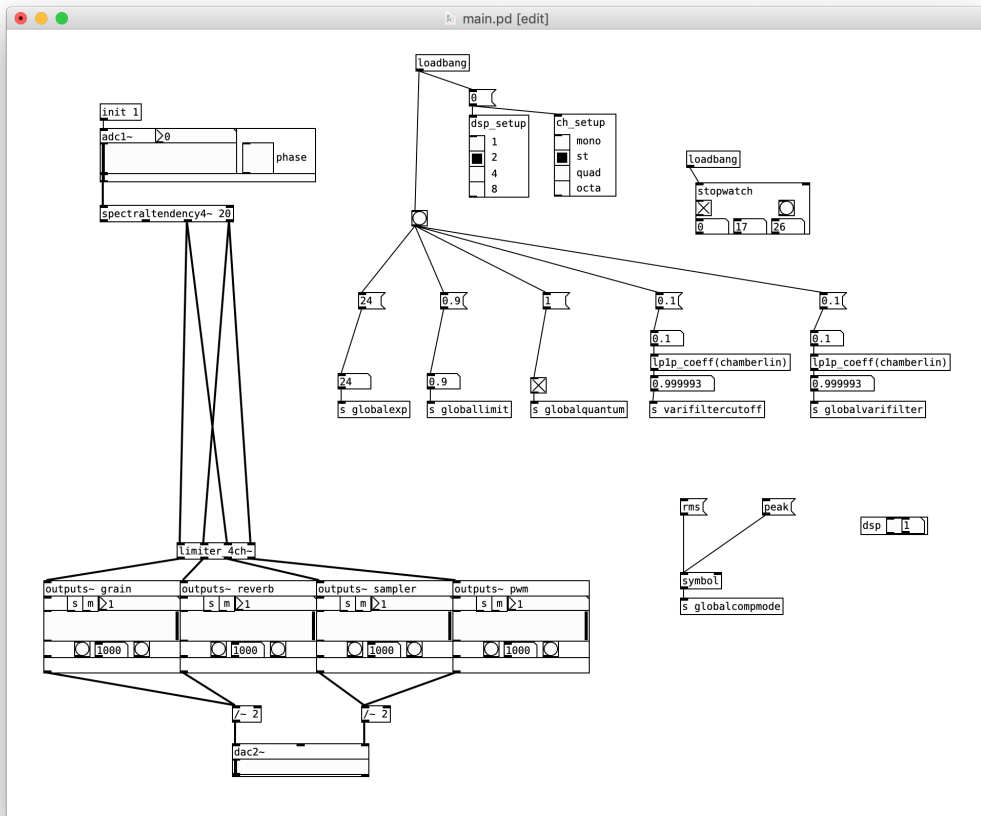 main.pd [edit]
loadbang
0
dsp_setup
1
2
4
8
ch_setup
mono
st
quad
octa
init 1
adc1~
0
phase
spectraltendency4~ 20
loadbang
stopwatch
0 17 26
24 0.9 1 0.1 0.1
0.1 0.1
lp1p_coeff(chamberlin) lp1p_coeff(chamberlin)
24 0.9 0.999993 0.999993
s globalexp s globallimit s globalquantum s varifiltercutoff s globalvarifilter
rms peak
dsp 1
symbol
s globalcompmode
limiter 4ch~
outputs~ grain outputs~ reverb outputs~ sampler outputs~ pwm
s m 1 s m 1 s m 1 s m 1
1000 1000 1000 1000
/~ 2 /~ 2
dac2~